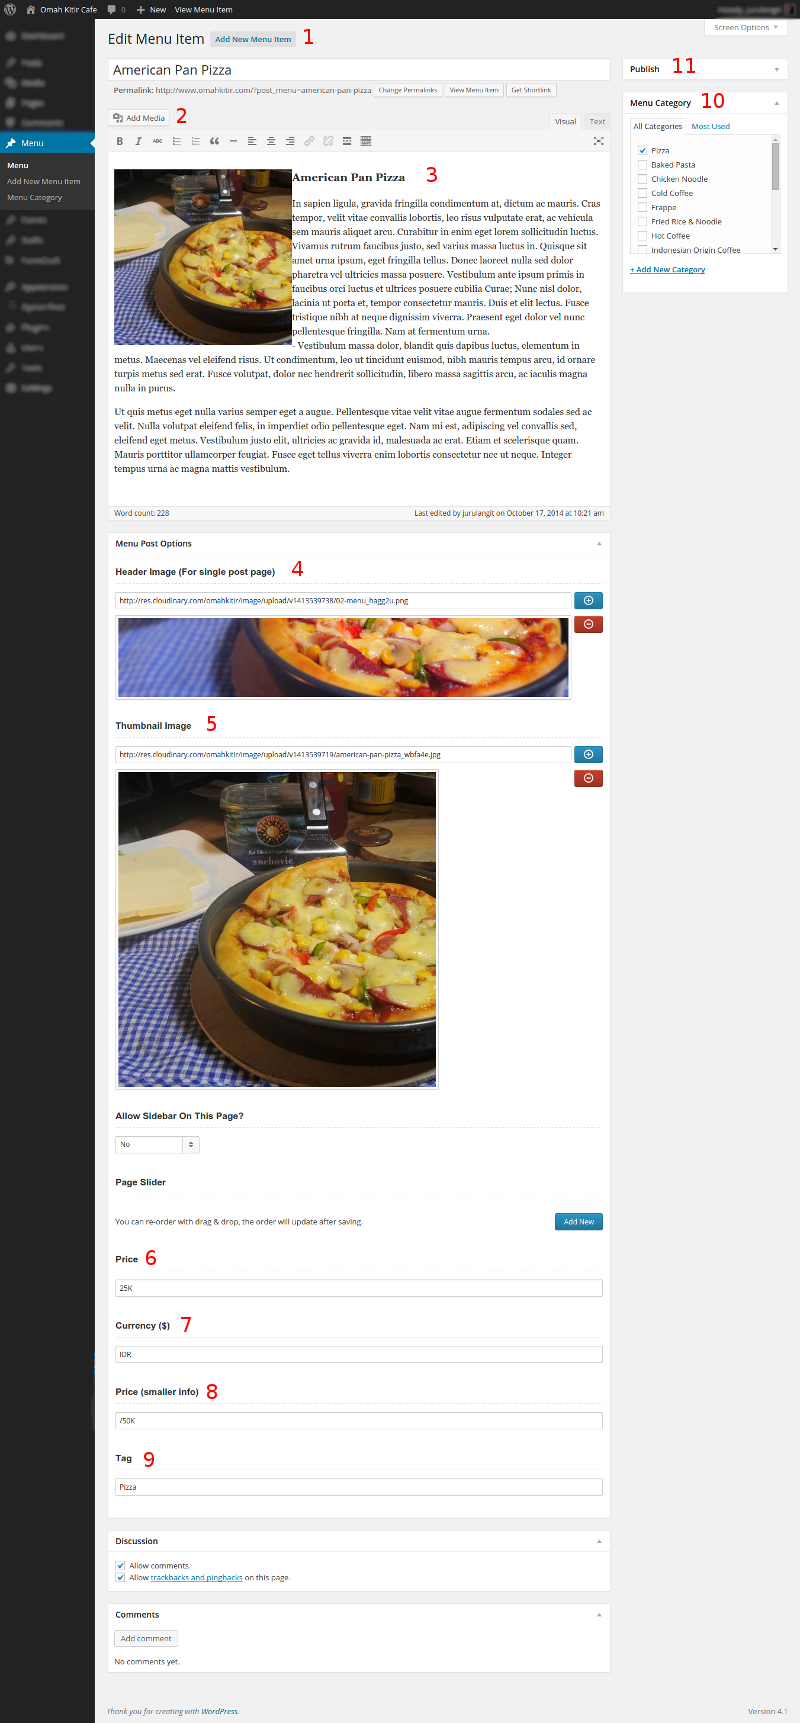 Omah Kitir Cafe 0 + New View Menu Item
Screen Options
Edit Menu Item Add New Menu Item 1
American Pan Pizza
Permalink: http://www.omahkitir.com/?post_menu=american-pan-pizza Change Permalinks View Menu Item Get Shortlink
Add Media 2
Visual Text
B I ABC
Menu
Menu
Add New Menu Item
Menu Category
American Pan Pizza 3
In sapien ligula, gravida fringilla condimentum at, dictum ac mauris. Cras
tempor, velit vitae convallis lobortis, leo risus vulputate erat, ac vehicula
sem mauris aliquet arcu. Curabitur in enim eget lorem sollicitudin luctus.
Vivamus rutrum faucibus justo, sed varius massa luctus in. Quisque sit
amet urna ipsum, eget fringilla tellus. Donec laoreet nulla sed dolor
pharetra vel ultricies massa posuere. Vestibulum ante ipsum primis in
faucibus orci luctus et ultrices posuere cubilia Curae; Nunc nisl dolor,
lacinia ut porta et, tempor consectetur mauris. Duis et elit lectus. Fusce
tristique nibh at neque dignissim viverra. Praesent eget dolor vel nunc
pellentesque fringilla. Nam at fermentum urna.
- Vestibulum massa dolor, blandit quis dapibus luctus, elementum in
metus. Maecenas vel eleifend risus. Ut condimentum, leo ut tincidunt euismod, nibh mauris tempus arcu, id ornare
turpis metus sed erat. Fusce volutpat, dolor nec hendrerit sollicitudin, libero massa sagittis arcu, ac iaculis magna
nulla in purus.
Ut quis metus eget nulla varius semper eget a augue. Pellentesque vitae velit vitae augue fermentum sodales sed ac
velit. Nulla volutpat eleifend felis, in imperdiet odio pellentesque eget. Nam mi est, adipiscing vel convallis sed,
eleifend eget metus. Vestibulum justo elit, ultricies ac gravida id, malesuada ac erat. Etiam et scelerisque quam.
Mauris porttitor ullamcorper feugiat. Fusce eget tellus viverra enim lobortis consectetur nec ut neque. Integer
tempus urna ac magna mattis vestibulum.
Word count: 228 Last edited by jurulangit on October 17, 2014 at 10:21 am
Menu Post Options
Header Image (For single post page) 4
http://res.cloudinary.com/omahkitir/image/upload/v1413539738/02-menu_hagg2u.png
Thumbnail Image 5
http://res.cloudinary.com/omahkitir/image/upload/v1413539719/american-pan-pizza_wbfa4e.jpg
anchovie
Allow Sidebar On This Page?
No
Page Slider
You can re-order with drag & drop, the order will update after saving. Add New
Price 6
25K
Currency ($) 7
IDR
Price (smaller info) 8
/50K
Tag 9
Pizza
Discussion
Allow comments.
Allow trackbacks and pingbacks on this page.
Comments
Add comment
No comments yet.
Publish 11
Menu Category 10
All Categories Most Used
Pizza
Baked Pasta
Chicken Noodle
Cold Coffee
Frappe
Fried Rice & Noodle
Hot Coffee
Indonesian Origin Coffee
+ Add New Category
Thank you for creating with WordPress. Version 4.1